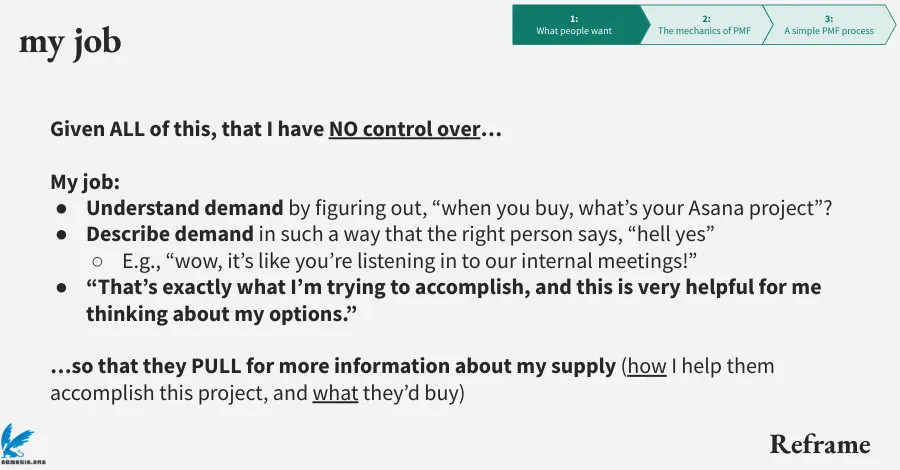 my job
1:
What people want
2:
The mechanics of PMF
3:
A simple PMF process
Given ALL of this, that I have NO control over…
My job:
● Understand demand by figuring out, “when you buy, what’s your Asana project”?
● Describe demand in such a way that the right person says, “hell yes”
○ E.g., “wow, it’s like you’re listening in to our internal meetings!”
● “That’s exactly what I’m trying to accomplish, and this is very helpful for me
thinking about my options.”
…so that they PULL for more information about my supply (how I help them
accomplish this project, and what they’d buy)
Reframe